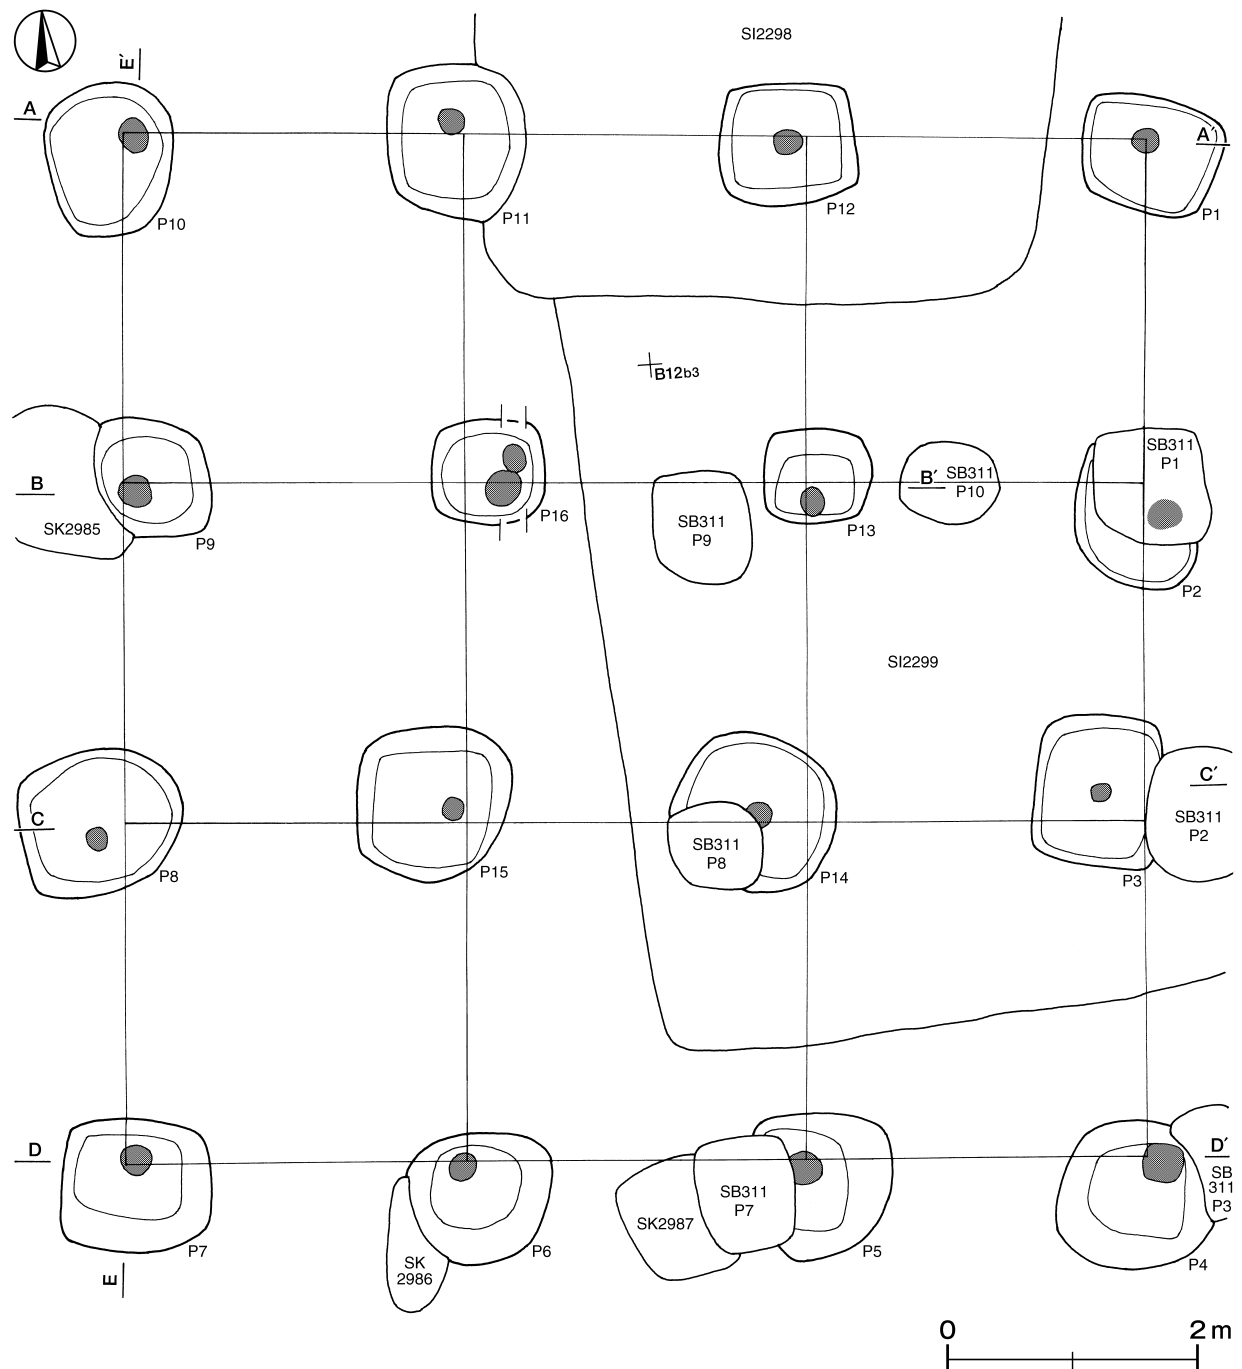 SI2298
E′
A
A′
P10
P11
P12
P1
B12b3
B
B′
SB311
P10
SB311
P1
SK2985
P9
P16
SB311
P9
P13
P2
SI2299
C
C′
SB311
P2
SB311
P8
P8
P15
P14
P3
D
D′
SB
311
P3
SB311
P7
SK2987
P7
P6
P5
P4
SK
2986
E
0
2 m